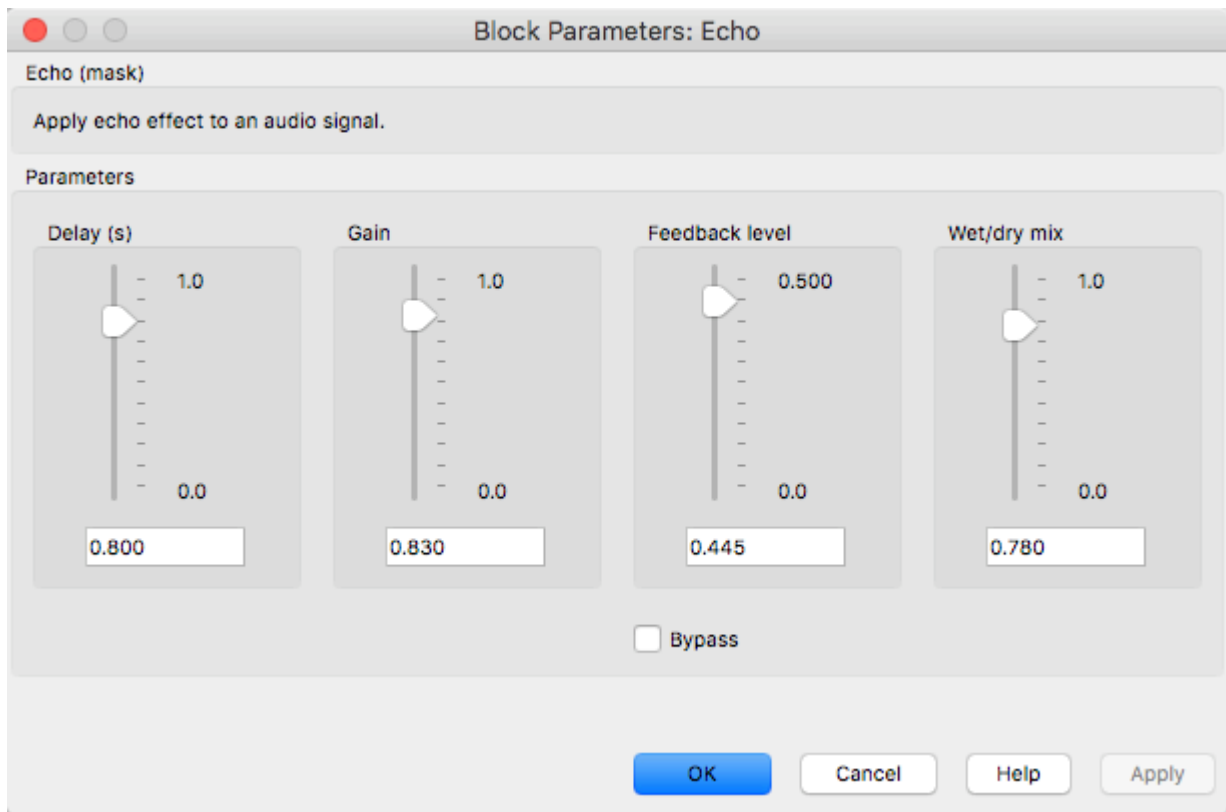 Block Parameters: Echo
Echo (mask)
Apply echo effect to an audio signal.
Parameters
Delay (s)
1.0
0.0
0.800
Gain
1.0
0.0
0.830
Feedback level
0.500
0.0
0.445
Wet/dry mix
1.0
0.0
0.780
Bypass
OK
Cancel
Help
Apply